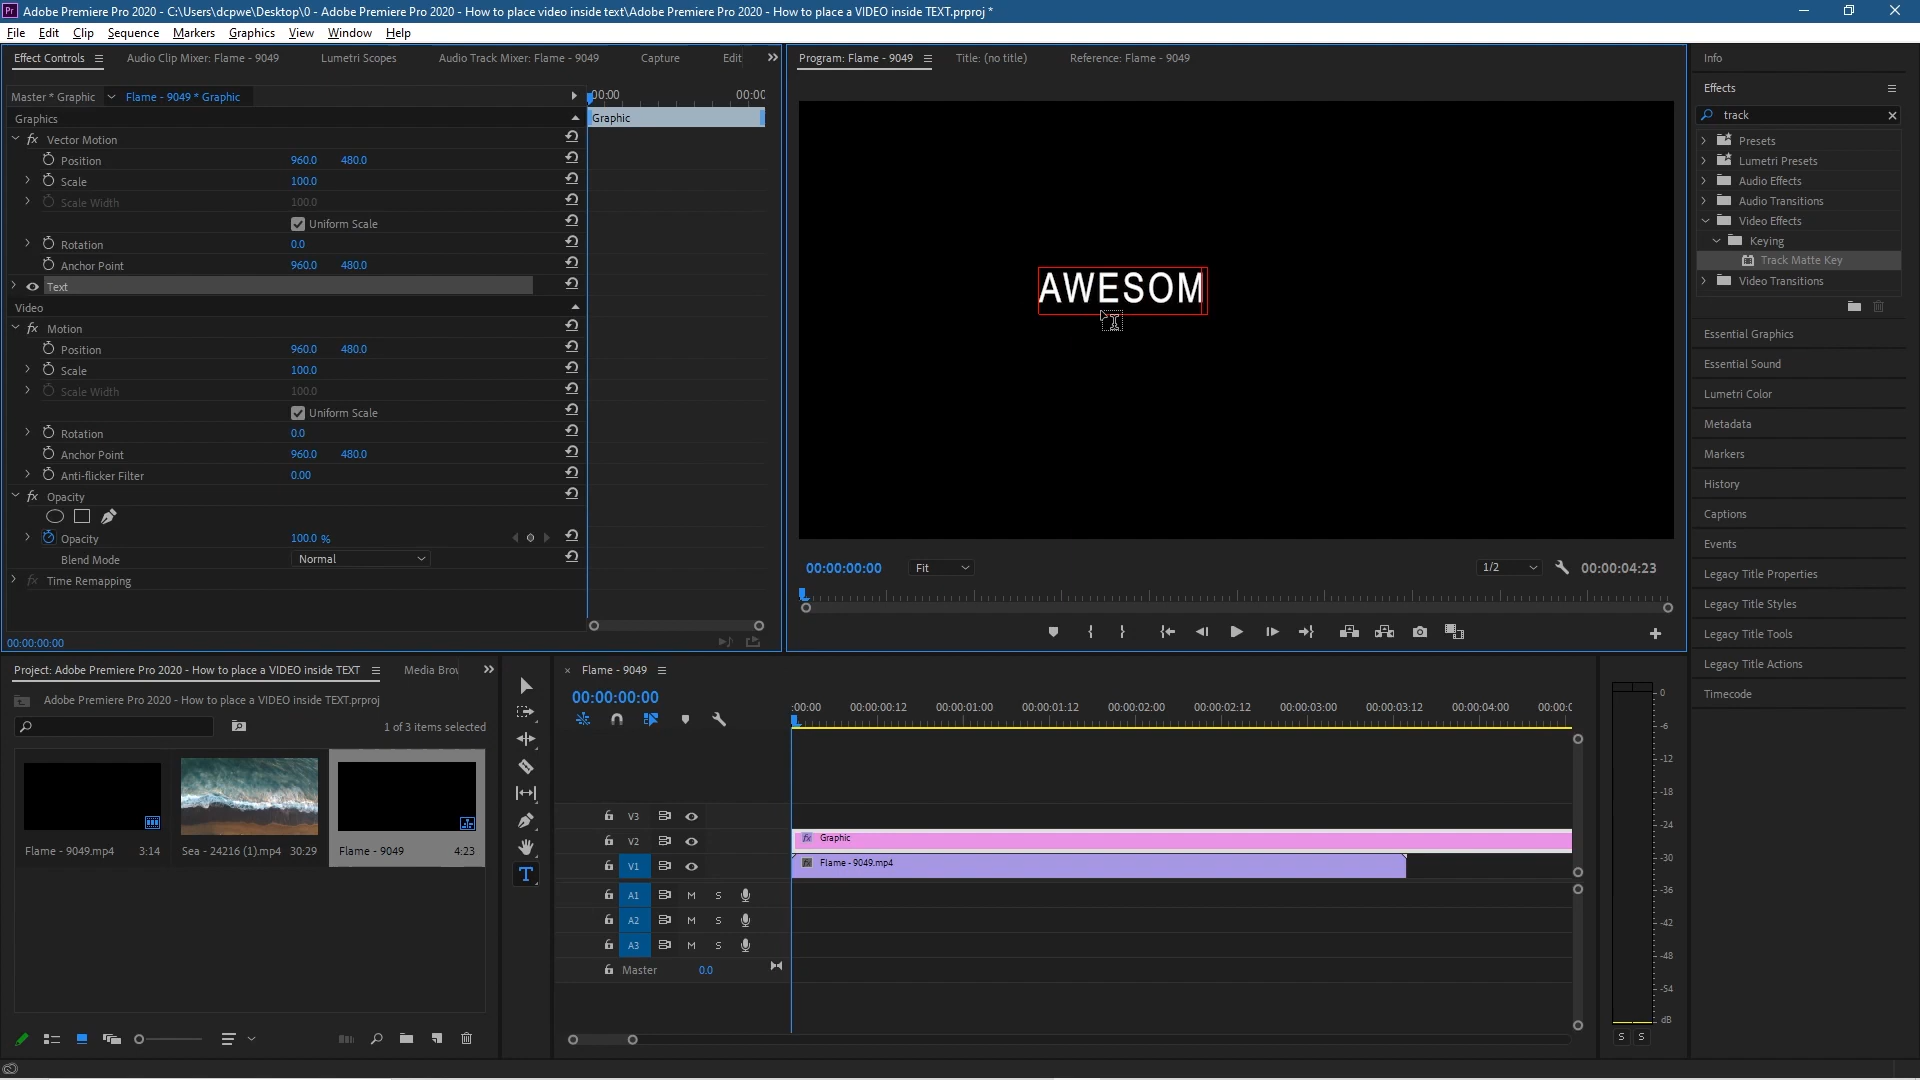 Pr Adobe Premiere Pro 2020 - C:\Users\dcpwe\Desktop\0 - Adobe Premiere Pro 2020 - How to place video inside text\Adobe Premiere Pro 2020 - How to place a VIDEO inside TEXT.prproj *
File Edit Clip Sequence Markers Graphics View Window Help
Effect Controls Audio Clip Mixer: Flame - 9049 Lumetri Scopes Audio Track Mixer: Flame - 9049 Capture Edit
Master * Graphic Flame - 9049 * Graphic
:00:00 00:00
Graphics
Graphic
fx Vector Motion
Position 960.0 480.0
Scale 100.0
Scale Width 100.0
Uniform Scale
Rotation 0.0
Anchor Point 960.0 480.0
Text
Video
fx Motion
Position 960.0 480.0
Scale 100.0
Scale Width 100.0
Uniform Scale
Rotation 0.0
Anchor Point 960.0 480.0
Anti-flicker Filter 0.00
fx Opacity
Opacity 100.0 %
Blend Mode Normal
fx Time Remapping
00:00:00:00
Program: Flame - 9049 Title: (no title) Reference: Flame - 9049
AWESOM
00:00:00:00 Fit 1/2 00:00:04:23
Info
Effects
track
Presets
Lumetri Presets
Audio Effects
Audio Transitions
Video Effects
Keying
Track Matte Key
Video Transitions
Essential Graphics
Essential Sound
Lumetri Color
Metadata
Markers
History
Captions
Events
Legacy Title Properties
Legacy Title Styles
Legacy Title Tools
Legacy Title Actions
Timecode
Project: Adobe Premiere Pro 2020 - How to place a VIDEO inside TEXT Media Brov
Adobe Premiere Pro 2020 - How to place a VIDEO inside TEXT.prproj
1 of 3 items selected
Flame - 9049.mp4 3:14 Sea - 24216 (1).mp4 30:29 Flame - 9049 4:23
T
× Flame - 9049
00:00:00:00
:00:00 00:00:00:12 00:00:01:00 00:00:01:12 00:00:02:00 00:00:02:12 00:00:03:00 00:00:03:12 00:00:04:00 00:00:0
V3
V2 fx Graphic
V1 fx Flame - 9049.mp4
A1 M S
A2 M S
A3 M S
Master 0.0
0
-6
-12
-18
-24
-30
-36
-42
-48
-54
dB
S S